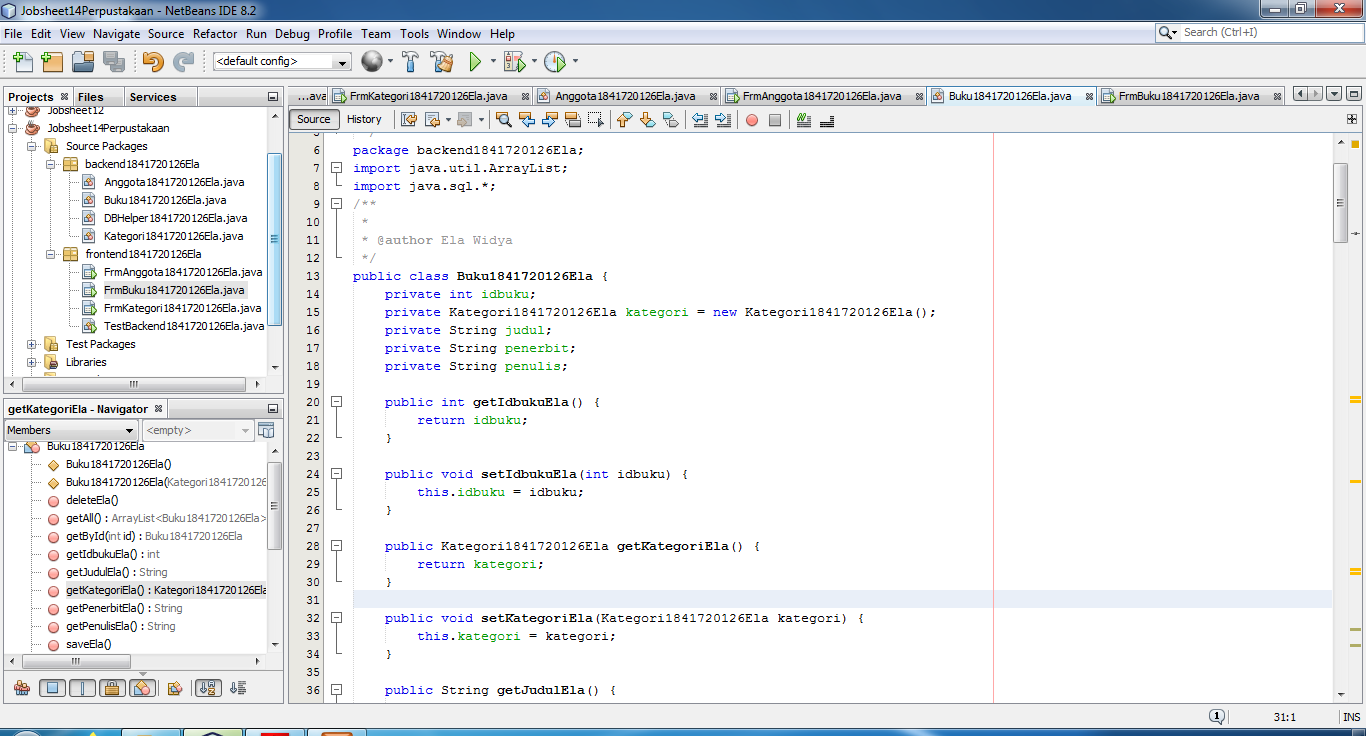 Jobsheet14Perpustakaan - NetBeans IDE 8.2
File Edit View Navigate Source Refactor Run Debug Profile Team Tools Window Help
Search (Ctrl+I)
<default config>
Projects Files Services
Jobsheet12
Jobsheet14Perpustakaan
Source Packages
backend1841720126Ela
Anggota1841720126Ela.java
Buku1841720126Ela.java
DBHelper1841720126Ela.java
Kategori1841720126Ela.java
frontend1841720126Ela
FrmAnggota1841720126Ela.java
FrmBuku1841720126Ela.java
FrmKategori1841720126Ela.java
TestBackend1841720126Ela.java
Test Packages
Libraries
getKategoriEla - Navigator
Members <empty>
Buku1841720126Ela
Buku1841720126Ela()
Buku1841720126Ela(Kategori1841720126
deleteEla()
getAll() : ArrayList<Buku1841720126Ela>
getById(int id) : Buku1841720126Ela
getIdbukuEla() : int
getJudulEla() : String
getKategoriEla() : Kategori1841720126Ela
getPenerbitEla() : String
getPenulisEla() : String
saveEla()
...ava FrmKategori1841720126Ela.java Anggota1841720126Ela.java FrmAnggota1841720126Ela.java Buku1841720126Ela.java FrmBuku1841720126Ela.java
Source History
5 */
6 package backend1841720126Ela;
7 import java.util.ArrayList;
8 import java.sql.*;
9 /**
10 *
11 * @author Ela Widya
12 */
13 public class Buku1841720126Ela {
14 private int idbuku;
15 private Kategori1841720126Ela kategori = new Kategori1841720126Ela();
16 private String judul;
17 private String penerbit;
18 private String penulis;
19
20 public int getIdbukuEla() {
21 return idbuku;
22 }
23
24 public void setIdbukuEla(int idbuku) {
25 this.idbuku = idbuku;
26 }
27
28 public Kategori1841720126Ela getKategoriEla() {
29 return kategori;
30 }
31
32 public void setKategoriEla(Kategori1841720126Ela kategori) {
33 this.kategori = kategori;
34 }
35
36 public String getJudulEla() {
1 31:1 INS